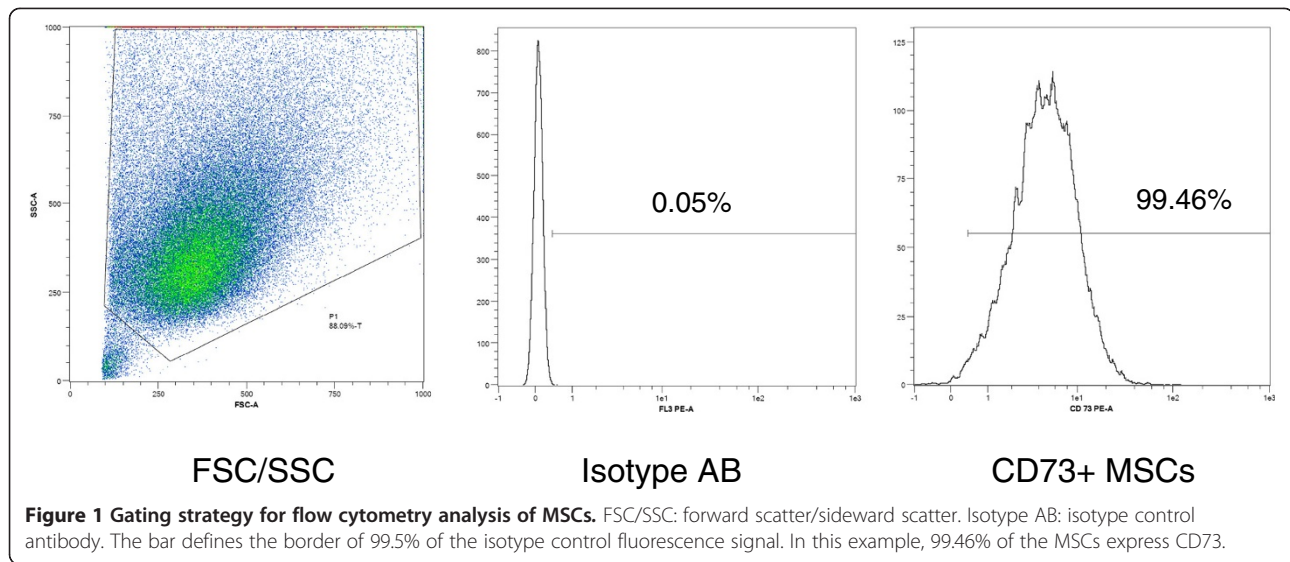 1000
750
500
250
0
SSC-A
P1
88.09%-T
0 250 500 750 1000
FSC-A
800
700
600
500
400
300
200
100
0
0.05%
-1 0 1 1e1 1e2 1e3
FL3 PE-A
125
100
75
50
25
0
99.46%
-1 0 1 1e1 1e2 1e3
CD 73 PE-A
FSC/SSC Isotype AB CD73+ MSCs
Figure 1 Gating strategy for flow cytometry analysis of MSCs. FSC/SSC: forward scatter/sideward scatter. Isotype AB: isotype control
antibody. The bar defines the border of 99.5% of the isotype control fluorescence signal. In this example, 99.46% of the MSCs express CD73.